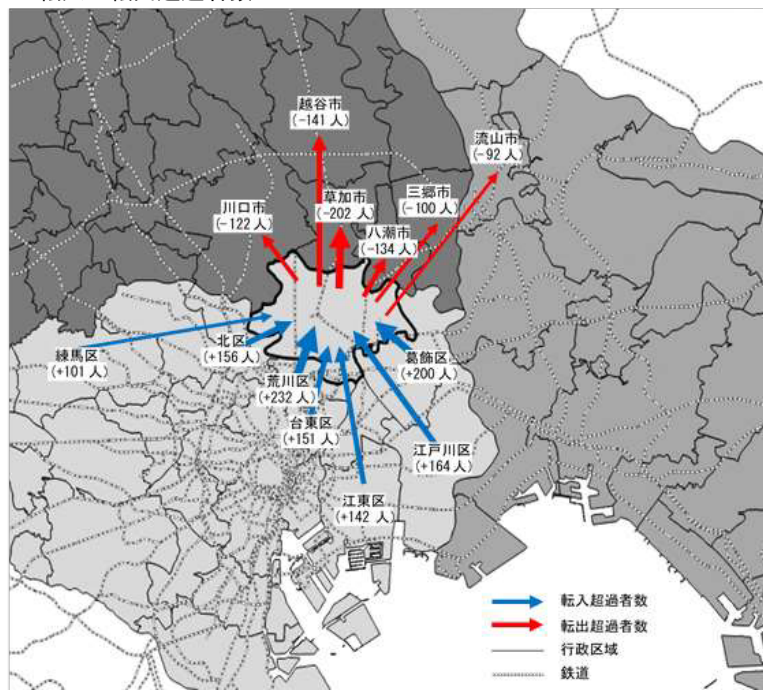 越谷市
(-141 人)
流山市
(-92 人)
草加市
(-202 人)
三郷市
(-100 人)
川口市
(-122 人)
八潮市
(-134 人)
練馬区
(+101 人)
北区
(+156 人)
荒川区
(+232 人)
葛飾区
(+200 人)
台東区
(+151 人)
江戸川区
(+164 人)
江東区
(+142 人)
転入超過者数
転出超過者数
行政区域
鉄道